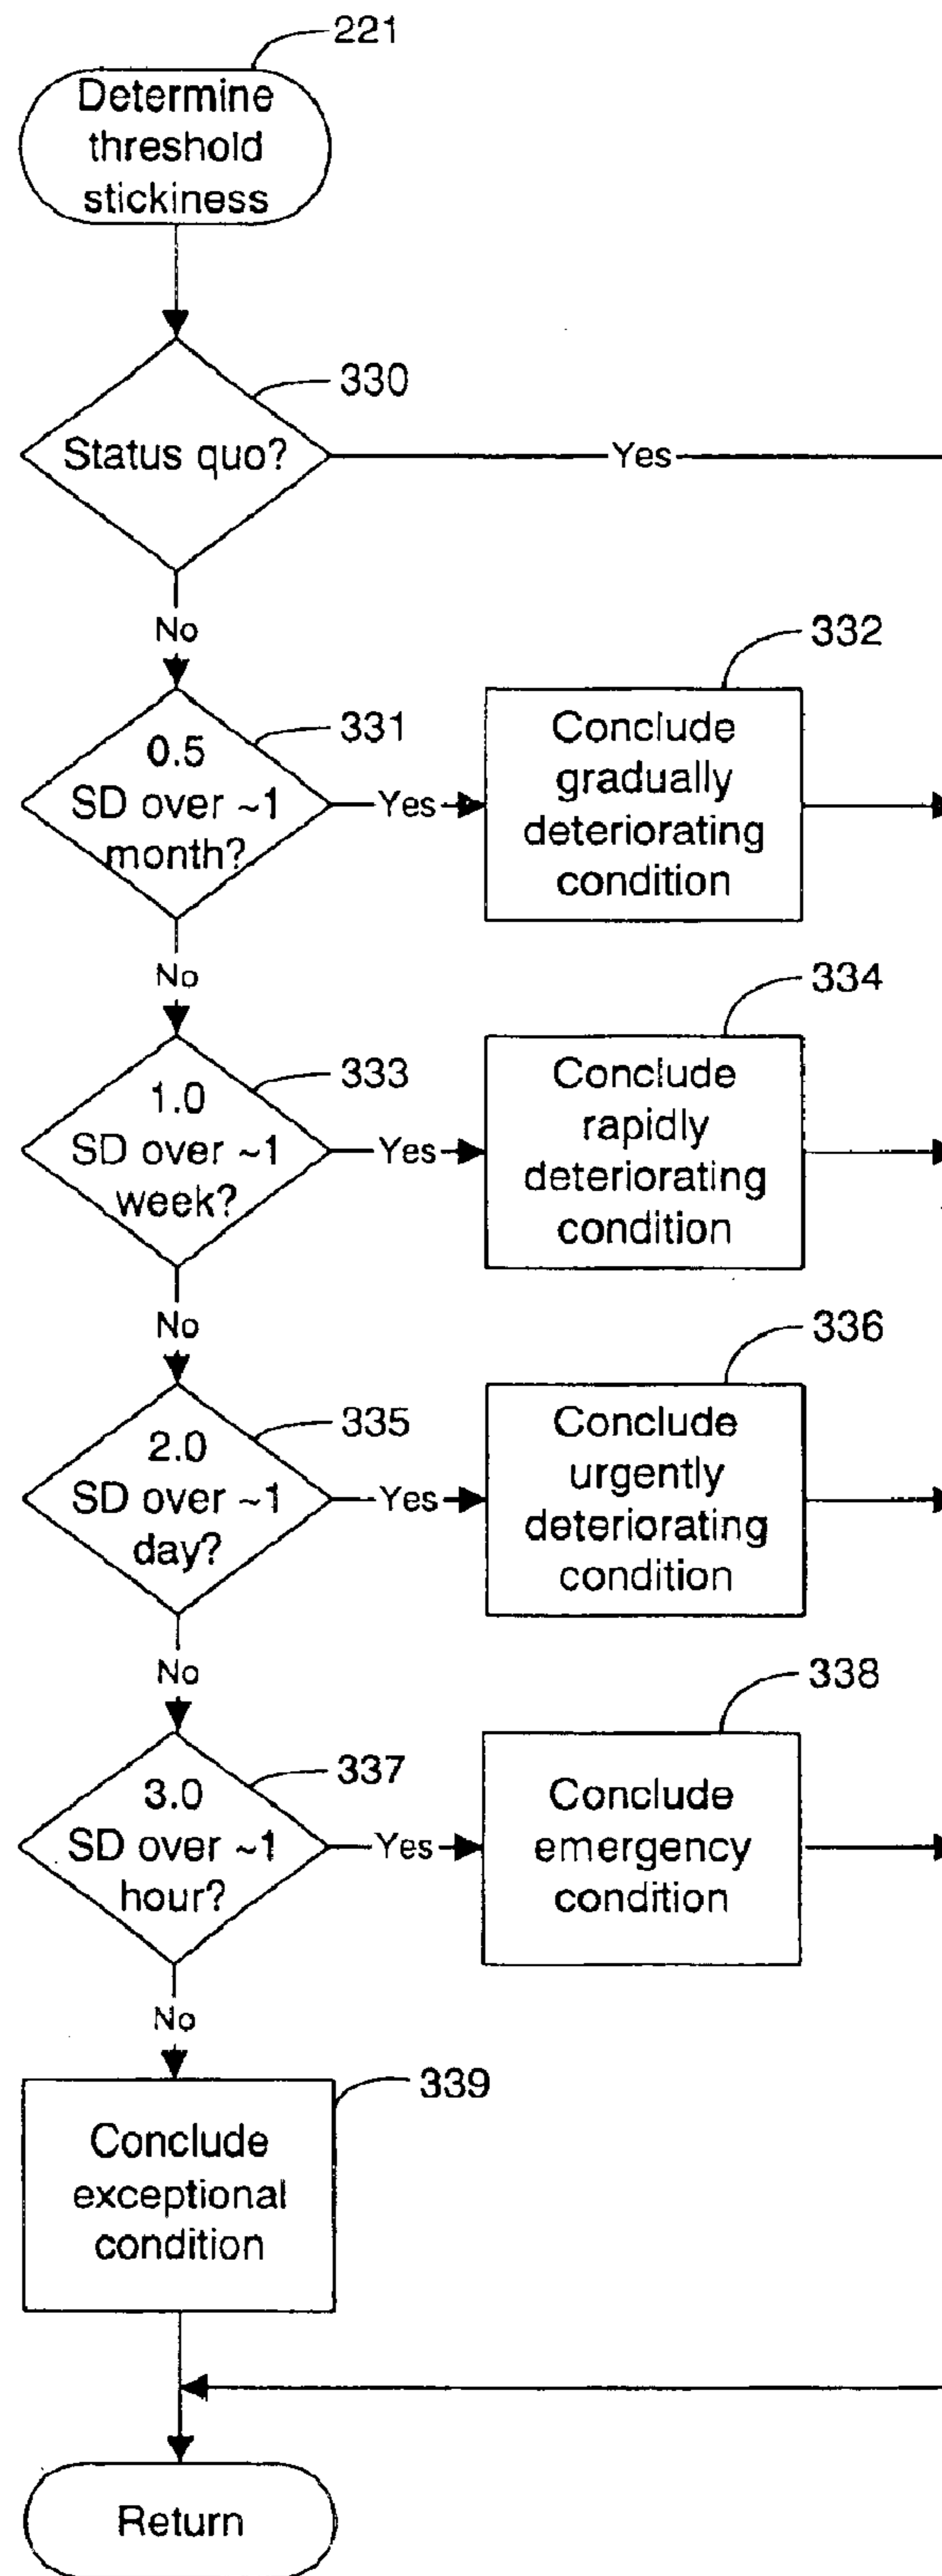 221
Determine
threshold
stickiness
330
Status quo?
Yes
No
331
0.5
SD over ~1
month?
Yes
332
Conclude
gradually
deteriorating
condition
No
333
1.0
SD over ~1
week?
Yes
334
Conclude
rapidly
deteriorating
condition
No
335
2.0
SD over ~1
day?
Yes
336
Conclude
urgently
deteriorating
condition
No
337
3.0
SD over ~1
hour?
Yes
338
Conclude
emergency
condition
No
339
Conclude
exceptional
condition
Return